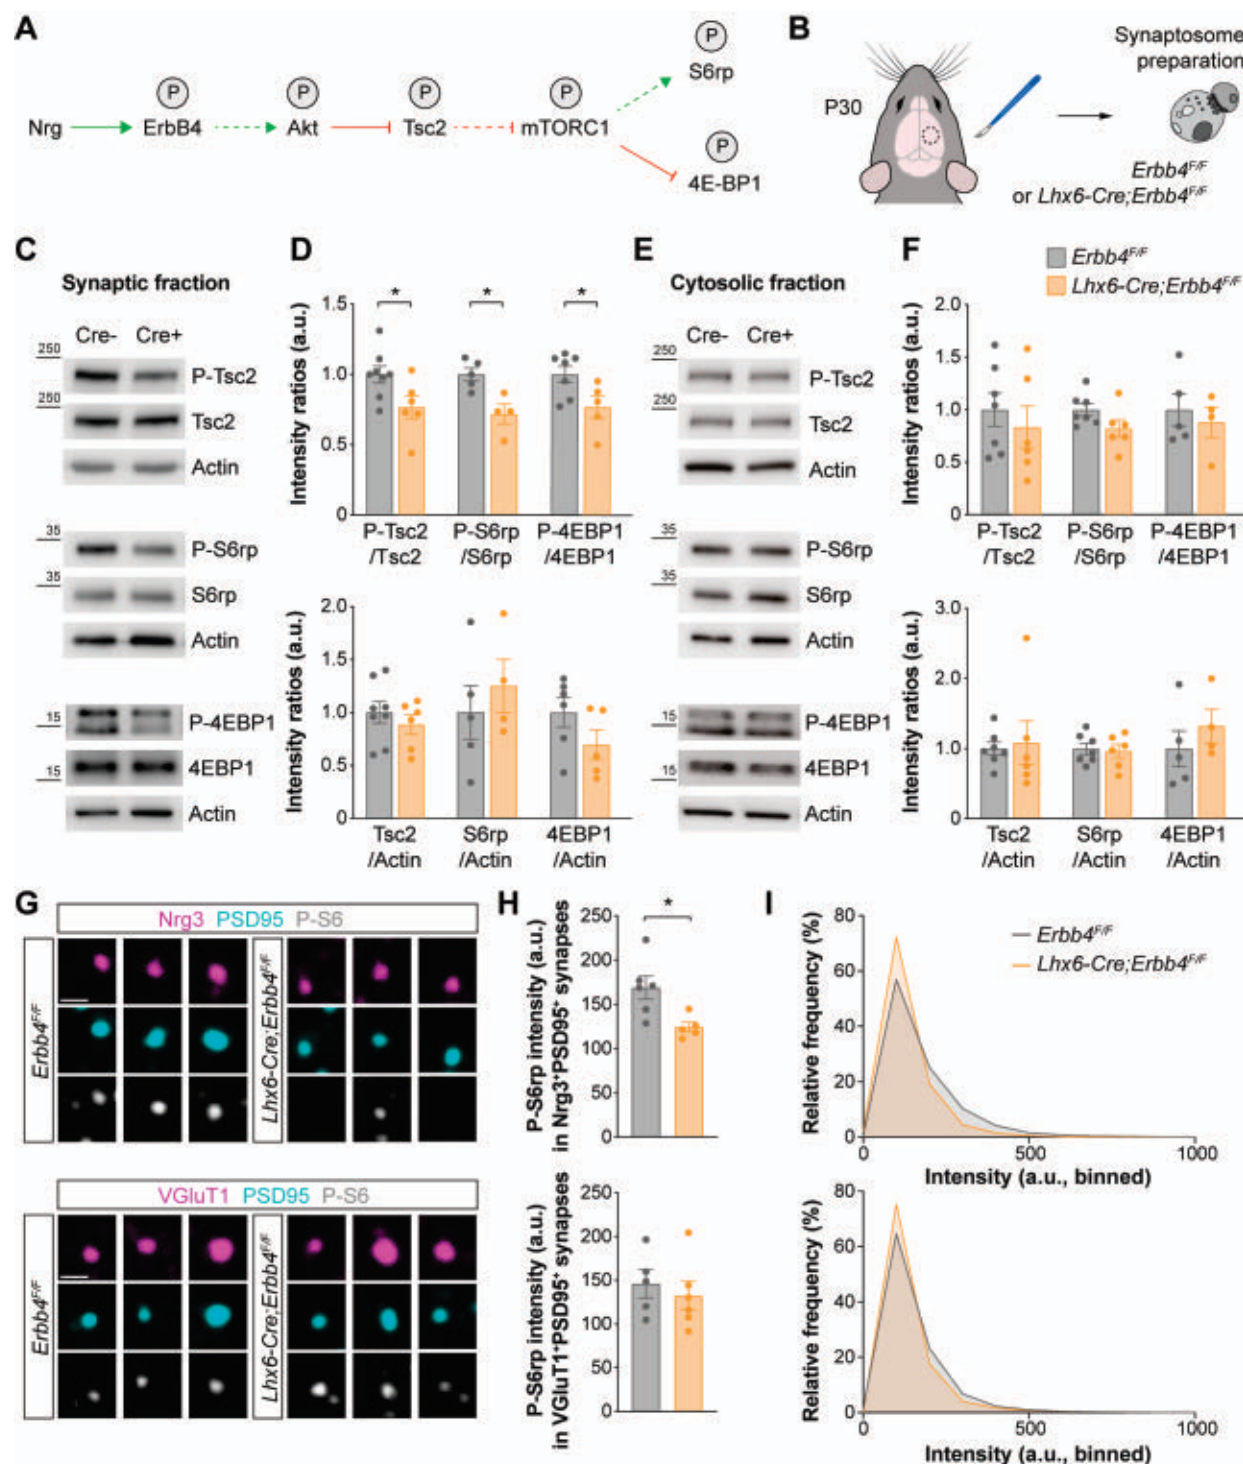 A
P
S6rp
P
P
P
P
Nrg
ErbB4
Akt
Tsc2
mTORC1
P
4E-BP1
B
Synaptosome
preparation
P30
Erbb4F/F
or Lhx6-Cre;Erbb4F/F
C
Synaptic fraction
Cre-
Cre+
250
P-Tsc2
250
Tsc2
Actin
35
P-S6rp
35
S6rp
Actin
15
P-4EBP1
15
4EBP1
Actin
D
Intensity ratios (a.u.)
1.5
1.0
0.5
0
*
*
*
P-Tsc2
/Tsc2
P-S6rp
/S6rp
P-4EBP1
/4EBP1
Intensity ratios (a.u.)
2.0
1.5
1.0
0.5
0
Tsc2
/Actin
S6rp
/Actin
4EBP1
/Actin
E
Cytosolic fraction
Cre-
Cre+
250
P-Tsc2
250
Tsc2
Actin
35
P-S6rp
35
S6rp
Actin
15
P-4EBP1
15
4EBP1
Actin
F
Erbb4F/F
Lhx6-Cre;Erbb4F/F
Intensity ratios (a.u.)
2.0
1.5
1.0
0.5
0
P-Tsc2
/Tsc2
P-S6rp
/S6rp
P-4EBP1
/4EBP1
Intensity ratios (a.u.)
3.0
2.0
1.0
0
Tsc2
/Actin
S6rp
/Actin
4EBP1
/Actin
G
Nrg3 PSD95 P-S6
Erbb4F/F
Lhx6-Cre;Erbb4F/F
VGluT1 PSD95 P-S6
Erbb4F/F
Lhx6-Cre;Erbb4F/F
H
P-S6rp intensity (a.u.)
in Nrg3+PSD95+ synapses
250
200
150
100
50
0
*
P-S6rp intensity (a.u.)
in VGluT1+PSD95+ synapses
250
200
150
100
50
0
I
Relative frequency (%)
80
60
40
20
0
Erbb4F/F
Lhx6-Cre;Erbb4F/F
0
500
1000
Intensity (a.u., binned)
Relative frequency (%)
80
60
40
20
0
0
500
1000
Intensity (a.u., binned)